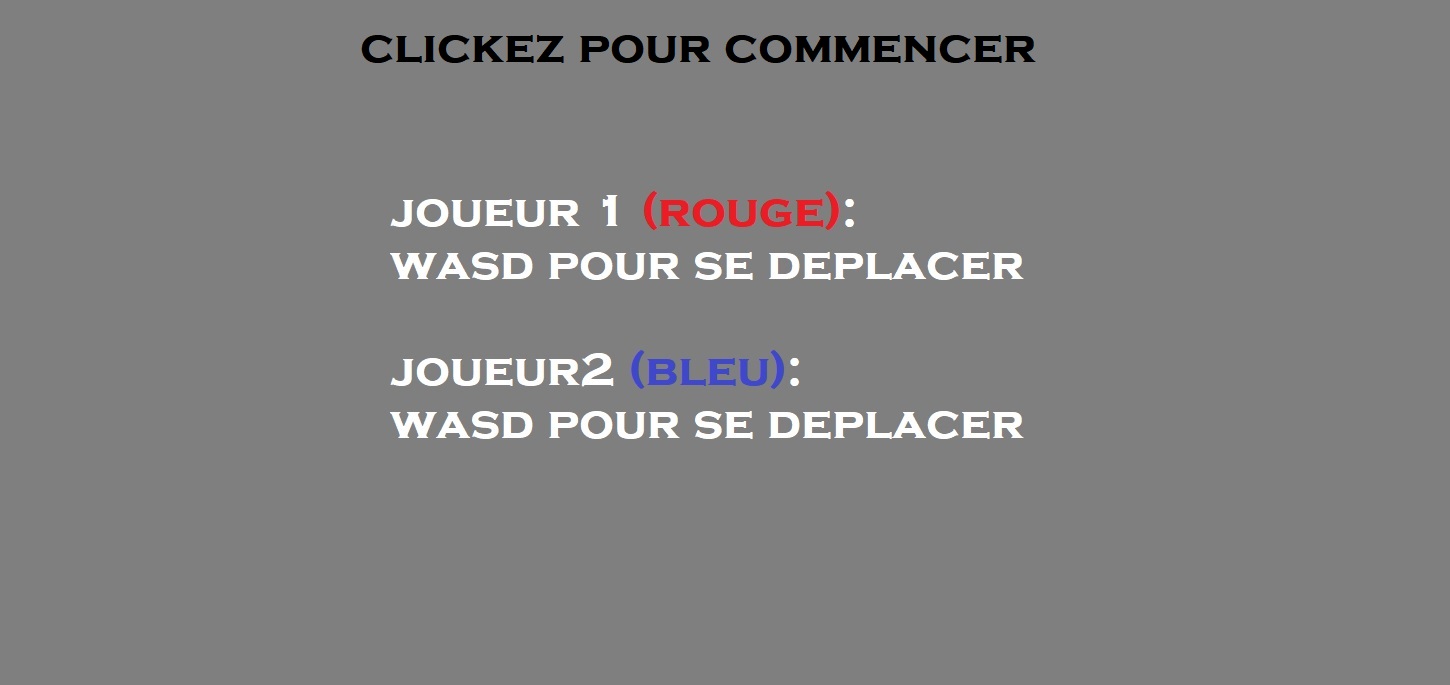 CLICKEZ POUR COMMENCER
JOUEUR 1 (ROUGE):
WASD POUR SE DEPLACER
JOUEUR2 (BLEU):
WASD POUR SE DEPLACER